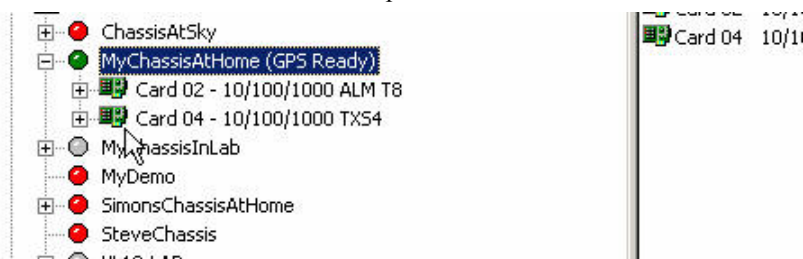 ChassisAtSky
MyChassisAtHome (GPS Ready)
Card 02 - 10/100/1000 ALM T8
Card 04 - 10/100/1000 TXS4
MyChassisInLab
MyDemo
SimonsChassisAtHome
SteveChassis
Card 04